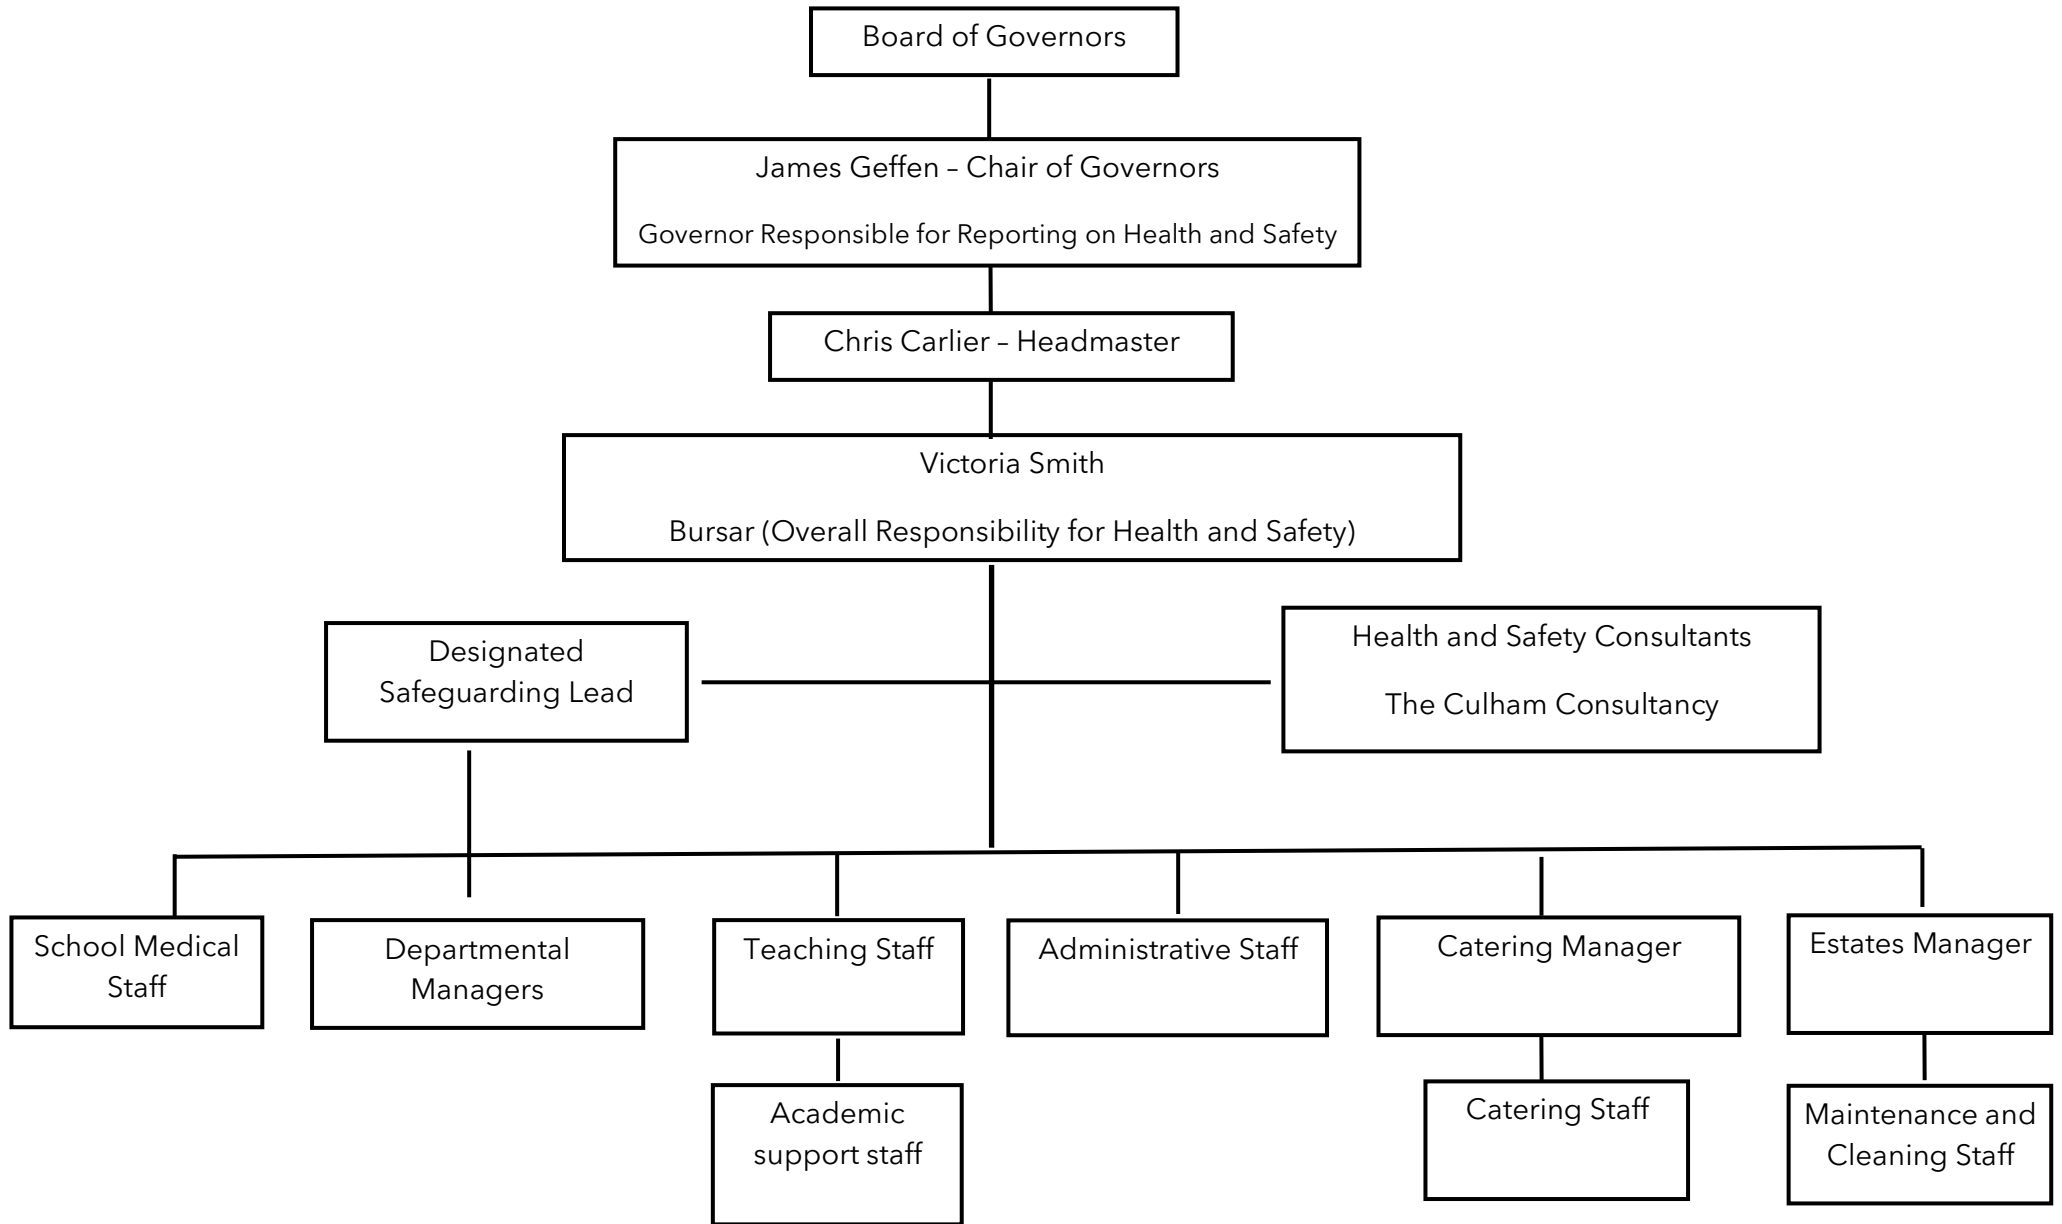 Board of Governors
James Geffen – Chair of Governors
Governor Responsible for Reporting on Health and Safety
Chris Carlier – Headmaster
Victoria Smith
Bursar (Overall Responsibility for Health and Safety)
Designated
Safeguarding Lead
Health and Safety Consultants
The Culham Consultancy
School Medical
Staff
Departmental
Managers
Teaching Staff
Administrative Staff
Catering Manager
Estates Manager
Academic
support staff
Catering Staff
Maintenance and
Cleaning Staff